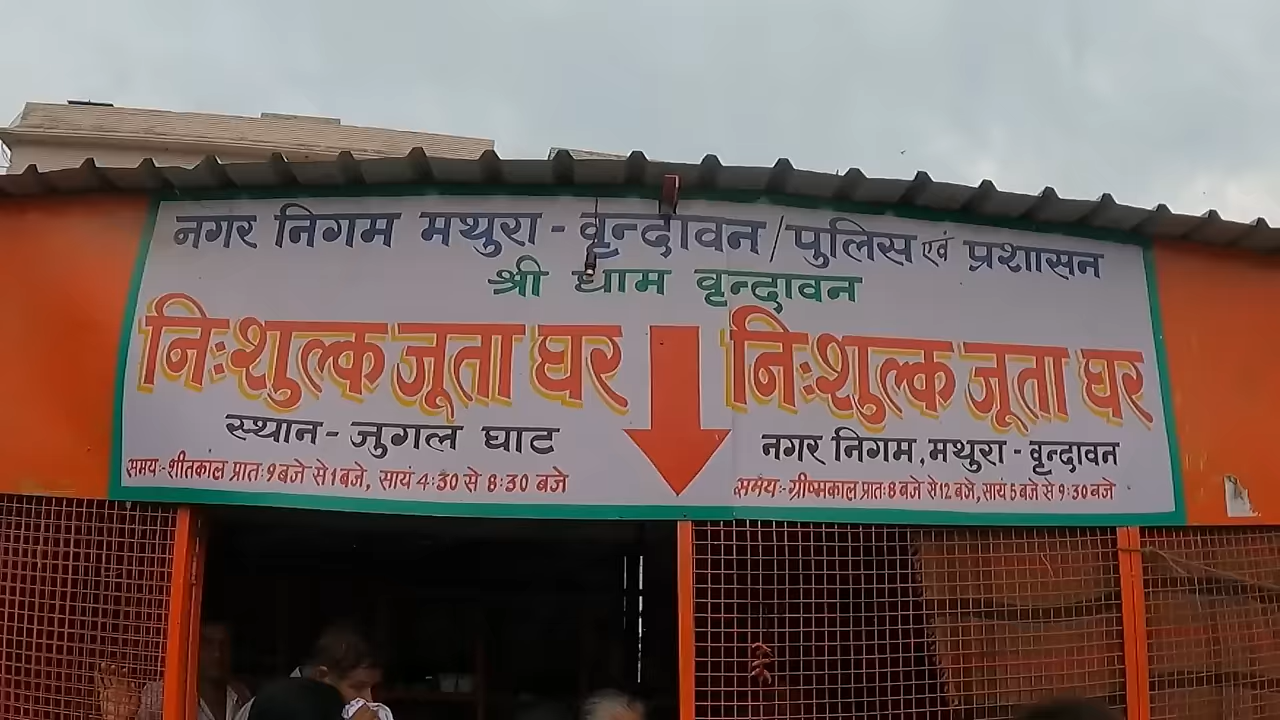 नगर निगम मथुरा - वृन्दावन / पुलिस एवं प्रशासन
श्री धाम वृन्दावन
निःशुल्क जूता घर
स्थान - जुगल घाट
समय:- शीतकाल प्रातः 9 बजे से 1 बजे, सायं 4:30 से 8:30 बजे
निःशुल्क जूता घर
नगर निगम, मथुरा - वृन्दावन
समय:- ग्रीष्मकाल प्रातः 8 बजे से 12 बजे, सायं 5 बजे से 9:30 बजे